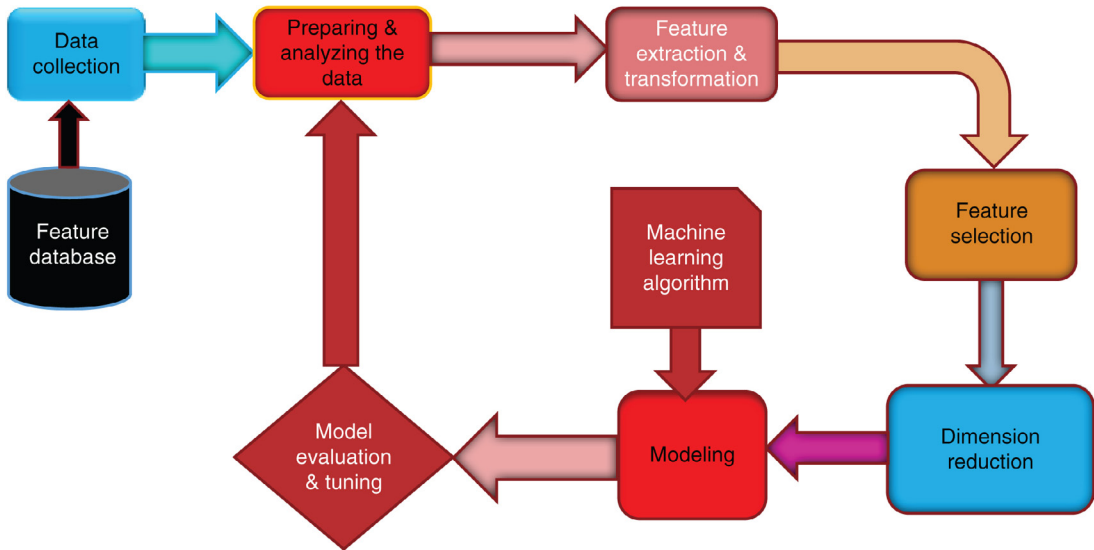 Data
collection
Preparing &
analyzing the
data
Feature
extraction &
transformation
Feature
database
Machine
learning
algorithm
Feature
selection
Model
evaluation
& tuning
Modeling
Dimension
reduction